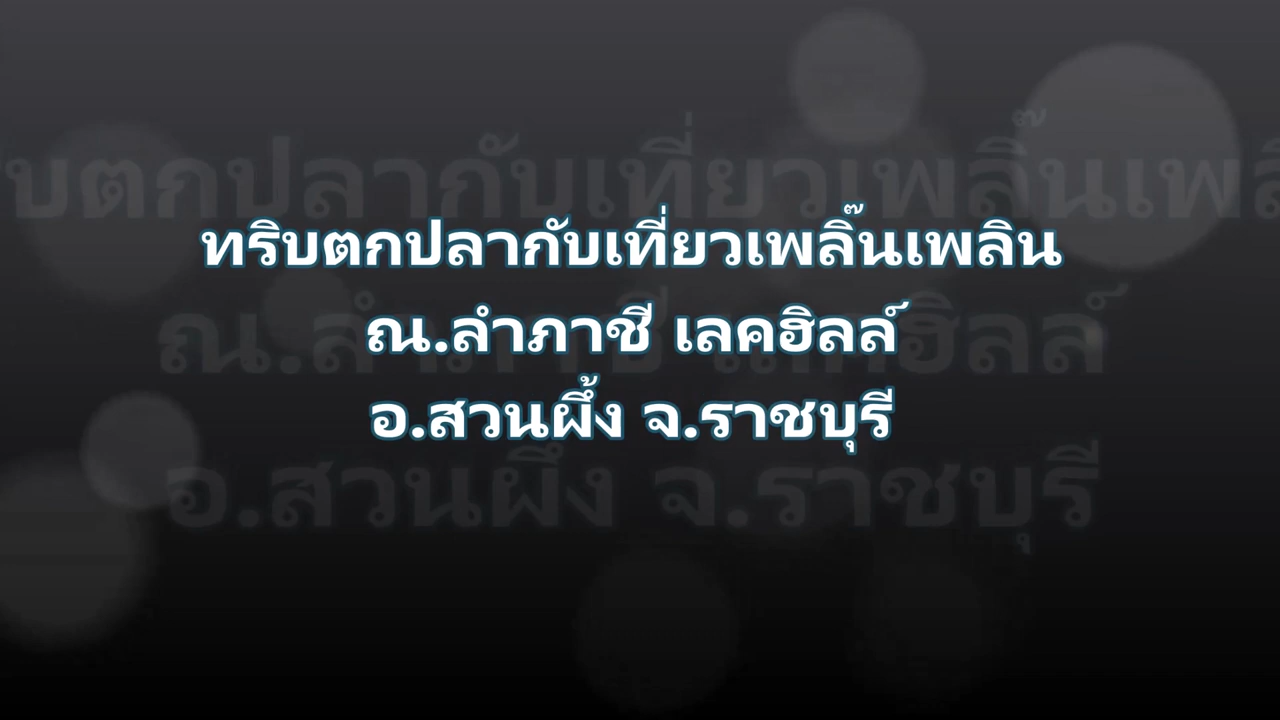 ทริบตกปลากับเที่ยวเพลิ๊นเพลิน
ณ.ลำภาชี เลคฮิลล์
อ.สวนผึ้ง จ.ราชบุรี